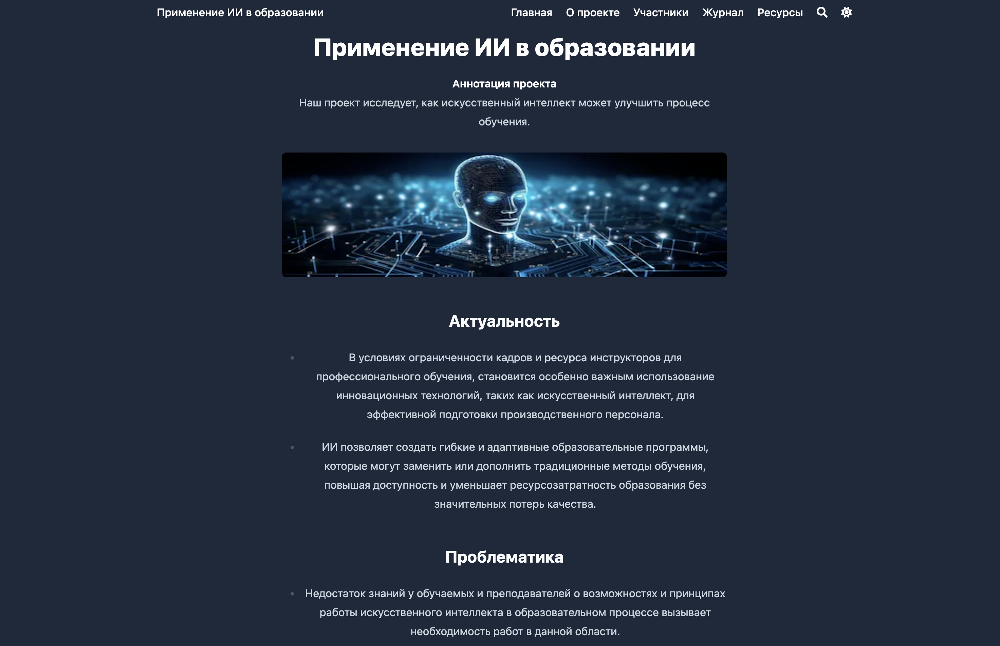 Применение ИИ в образовании
Главная О проекте Участники Журнал Ресурсы
Применение ИИ в образовании
Аннотация проекта
Наш проект исследует, как искусственный интеллект может улучшить процесс
обучения.
Актуальность
В условиях ограниченности кадров и ресурса инструкторов для
профессионального обучения, становится особенно важным использование
инновационных технологий, таких как искусственный интеллект, для
эффективной подготовки производственного персонала.
ИИ позволяет создать гибкие и адаптивные образовательные программы,
которые могут заменить или дополнить традиционные методы обучения,
повышая доступность и уменьшает ресурсозатратность образования без
значительных потерь качества.
Проблематика
Недостаток знаний у обучаемых и преподавателей о возможностях и принципах
работы искусственного интеллекта в образовательном процессе вызывает
необходимость работ в данной области.